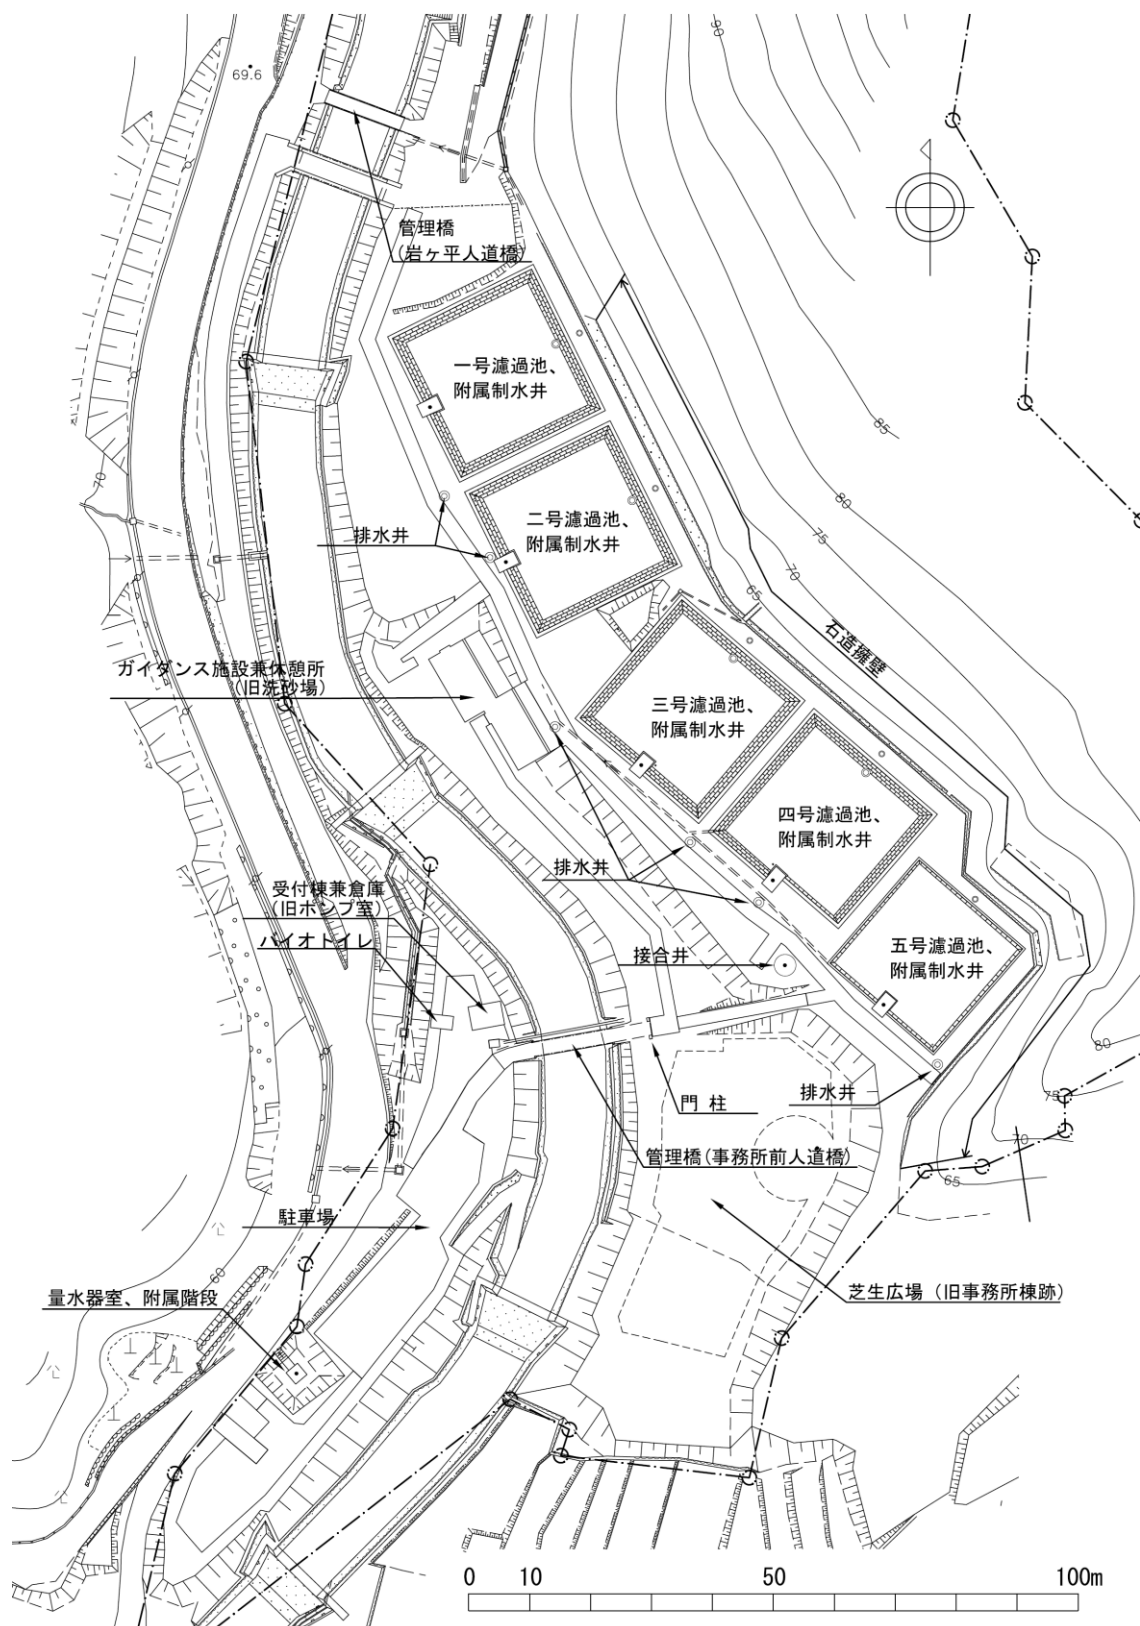 90
69.6
管理橋
(岩ヶ平人道橋)
一号濾過池、
附属制水井
85
80
75
70
65
70
二号濾過池、
附属制水井
排水井
石造擁壁
ガイダンス施設兼休憩所
(旧洗砂場)
三号濾過池、
附属制水井
四号濾過池、
附属制水井
排水井
受付棟兼倉庫
(旧ポンプ室)
バイオトイレ
五号濾過池、
附属制水井
接合井
80
75
70
65
門 柱
排水井
管理橋(事務所前人道橋)
駐車場
60
量水器室、附属階段
芝生広場（旧事務所棟跡)
0 10 50 100m